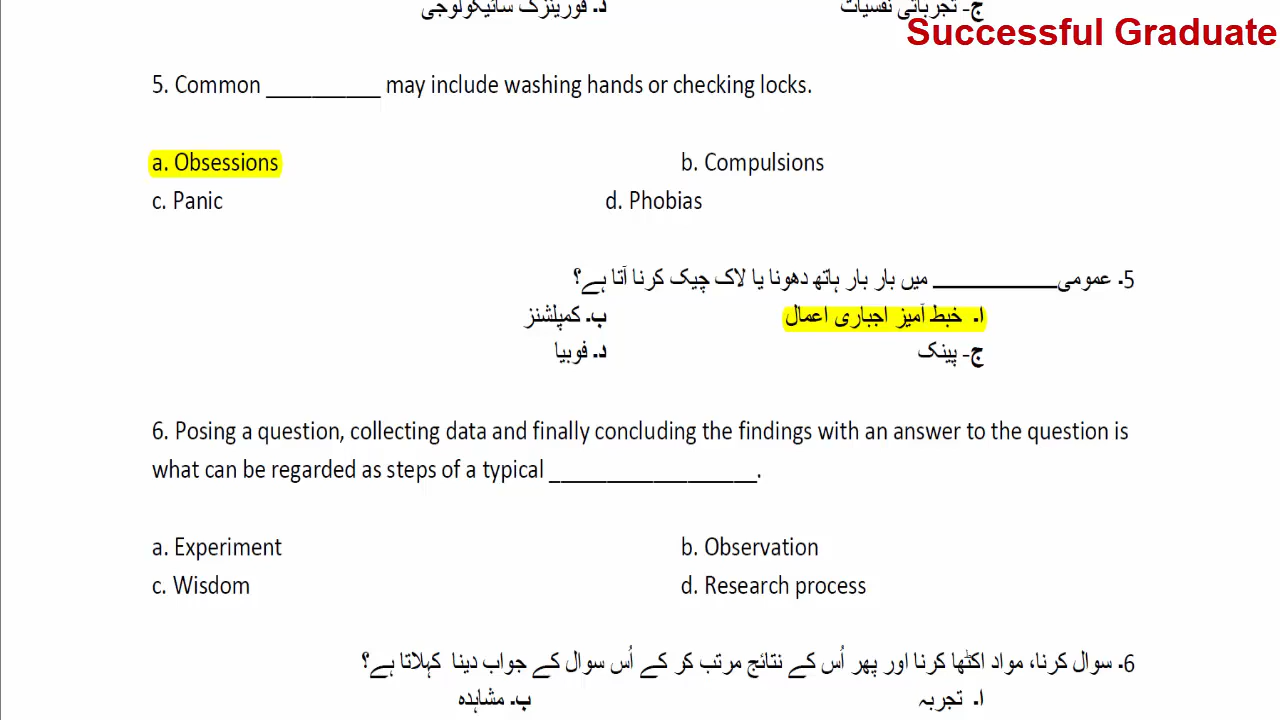 ج- تجرباتی نفسیات د. فورینزک سائیکولوجی
Successful Graduate
5. Common __________ may include washing hands or checking locks.
a. Obsessions b. Compulsions
c. Panic d. Phobias
5. عمومی__________ میں بار بار ہاتھ دھونا یا لاک چیک کرنا آتا ہے؟
ا. خبط آمیز اجباری اعمال ب. کمپلشنز
ج- پینک د. فوبیا
6. Posing a question, collecting data and finally concluding the findings with an answer to the question is
what can be regarded as steps of a typical __________________.
a. Experiment b. Observation
c. Wisdom d. Research process
6. سوال کرنا، مواد اکٹھا کرنا اور پھر اُس کے نتائج مرتب کر کے اُس سوال کے جواب دینا کہلاتا ہے؟
ا. تجربہ ب. مشاہدہ